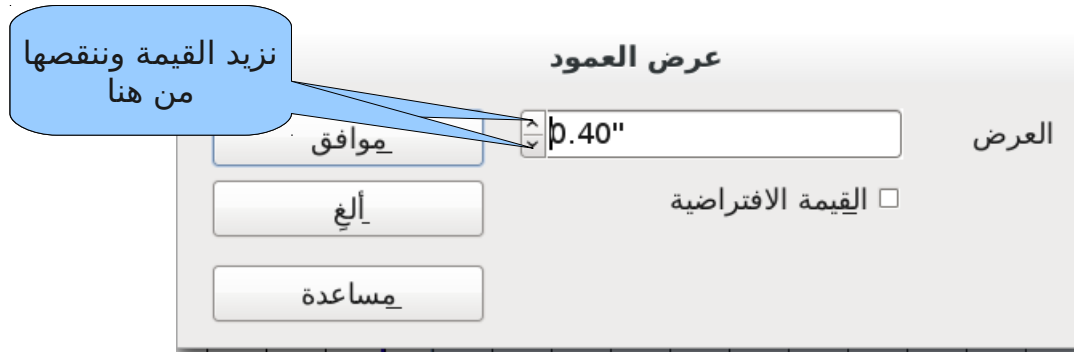 نزيد القيمة وننقصها
من هنا
عرض العمود
العرض
0.40"
موافق
القيمة الافتراضية
ألغِ
مساعدة